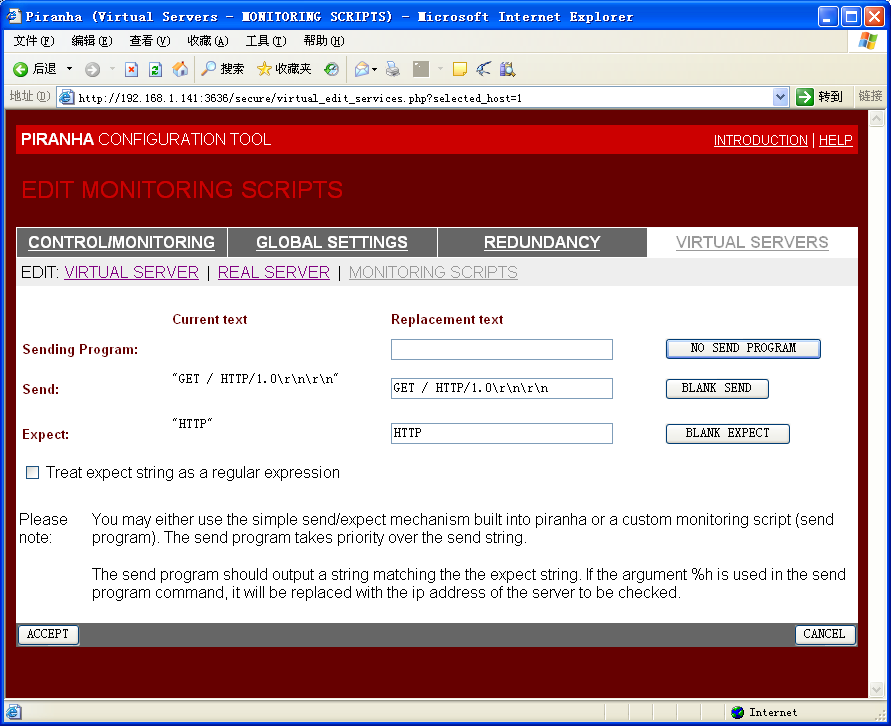 Piranha (Virtual Servers - MONITORING SCRIPTS) - Microsoft Internet Explorer
文件(F) 编辑(E) 查看(V) 收藏(A) 工具(T) 帮助(H)
后退 搜索 收藏夹
地址(D) http://192.168.1.141:3636/secure/virtual_edit_services.php?selected_host=1 转到 链接
PIRANHA CONFIGURATION TOOL INTRODUCTION | HELP
EDIT MONITORING SCRIPTS
CONTROL/MONITORING GLOBAL SETTINGS REDUNDANCY VIRTUAL SERVERS
EDIT: VIRTUAL SERVER | REAL SERVER | MONITORING SCRIPTS
Current text Replacement text
Sending Program: NO SEND PROGRAM
Send: "GET / HTTP/1.0\r\n\r\n" GET / HTTP/1.0\r\n\r\n BLANK SEND
Expect: "HTTP" HTTP BLANK EXPECT
Treat expect string as a regular expression
Please note: You may either use the simple send/expect mechanism built into piranha or a custom monitoring script (send
program). The send program takes priority over the send string.
The send program should output a string matching the the expect string. If the argument %h is used in the send
program command, it will be replaced with the ip address of the server to be checked.
ACCEPT CANCEL
Internet